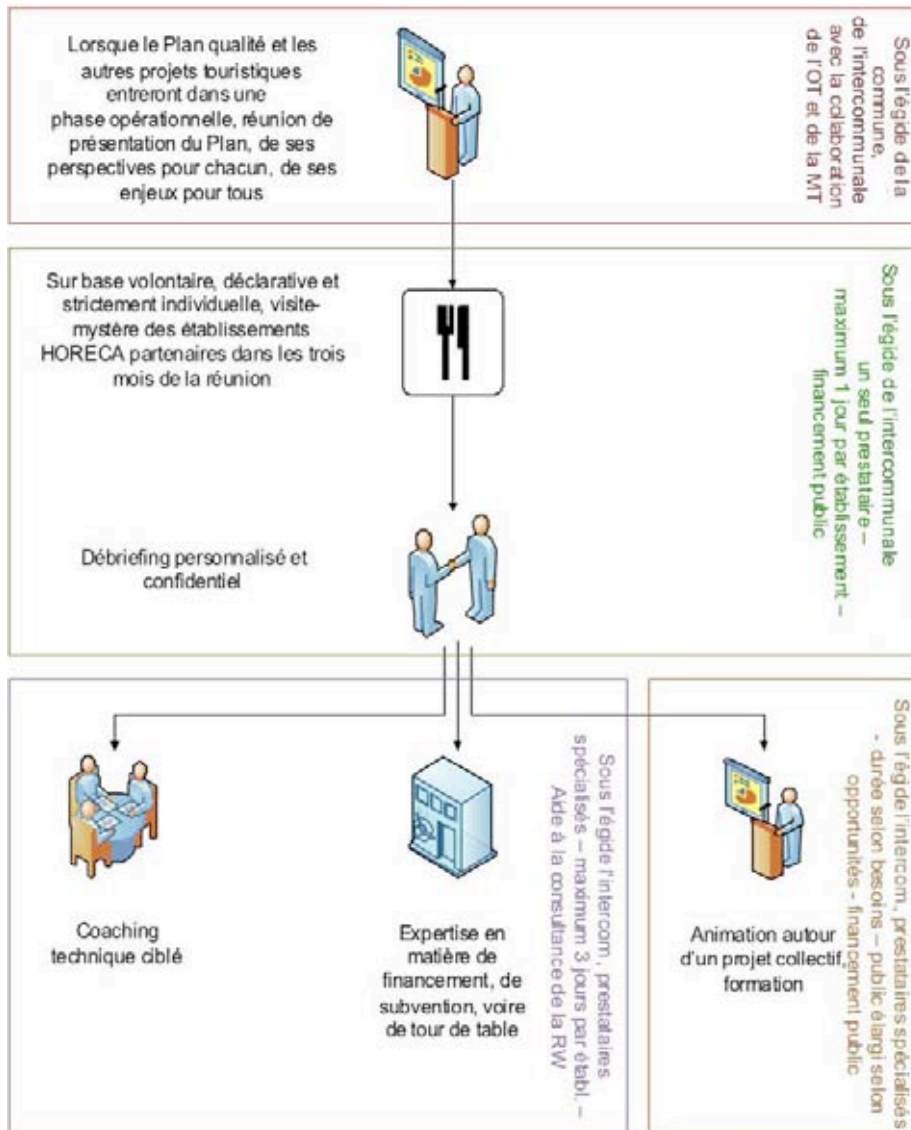 Lorsque le Plan qualité et les
autres projets touristiques
entreront dans une
phase opérationnelle, réunion de
présentation du Plan, de ses
perspectives pour chacun, de ses
enjeux pour tous
Sous l'égide de la
commune,
de l'intercommunale
avec la collaboration
de l'OT et de la MT
Sur base volontaire, déclarative et
strictement individuelle, visite-
mystère des établissements
HORECA partenaires dans les trois
mois de la réunion
Débriefing personnalisé et
confidentiel
Sous l'égide de l'intercommunale
un seul prestataire –
maximum 1 jour par établissement –
financement public
Coaching
technique ciblé
Expertise en
matière de
financement, de
subvention, voire
de tour de table
Sous l'égide l'intercom., prestataires
spécialisés – maximum 3 jours par établ. –
Aide à la consultance de la RW
Animation autour
d'un projet collectif,
formation
Sous l'égide l'intercom., prestataires spécialisés
- durée selon besoins – public élargi selon
opportunités - financement public